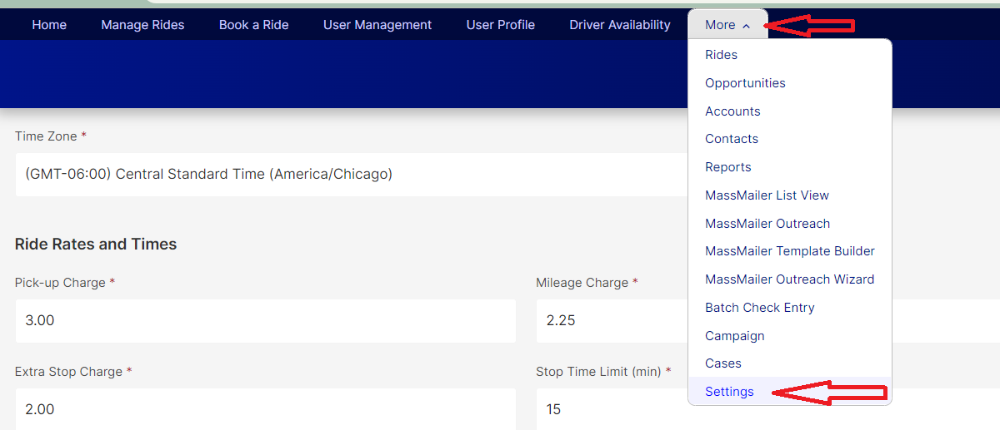 Home Manage Rides Book a Ride User Management User Profile Driver Availability More
Rides
Opportunities
Accounts
Contacts
Reports
MassMailer List View
MassMailer Outreach
MassMailer Template Builder
MassMailer Outreach Wizard
Batch Check Entry
Campaign
Cases
Settings
Time Zone *
(GMT-06:00) Central Standard Time (America/Chicago)
Ride Rates and Times
Pick-up Charge * Mileage Charge *
3.00 2.25
Extra Stop Charge * Stop Time Limit (min) *
2.00 15